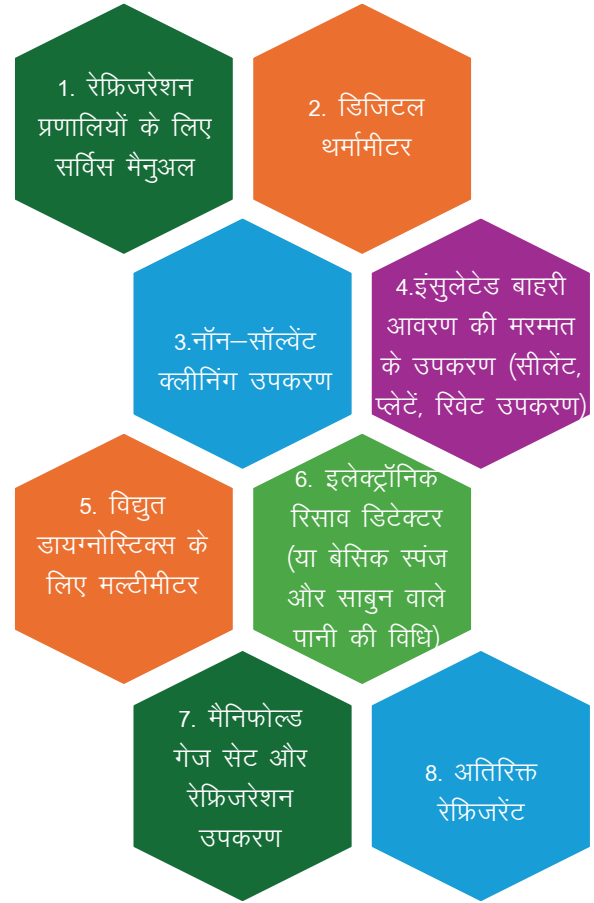 1. रेफ्रिजरेशन
प्रणालियों के लिए
सर्विस मैनुअल
2. डिजिटल
थर्मामीटर
3.नॉन–सॉल्वेंट
क्लीनिंग उपकरण
4.इंसुलेटेड बाहरी
आवरण की मरम्मत
के उपकरण (सीलेंट,
प्लेटें, रिवेट उपकरण)
5. विद्युत
डायग्नोस्टिक्स के
लिए मल्टीमीटर
6. इलेक्ट्रॉनिक
रिसाव डिटेक्टर
(या बेसिक स्पंज
और साबुन वाले
पानी की विधि)
7. मैनिफोल्ड
गेज सेट और
रेफ्रिजरेशन
उपकरण
8. अतिरिक्त
रेफ्रिजरेंट